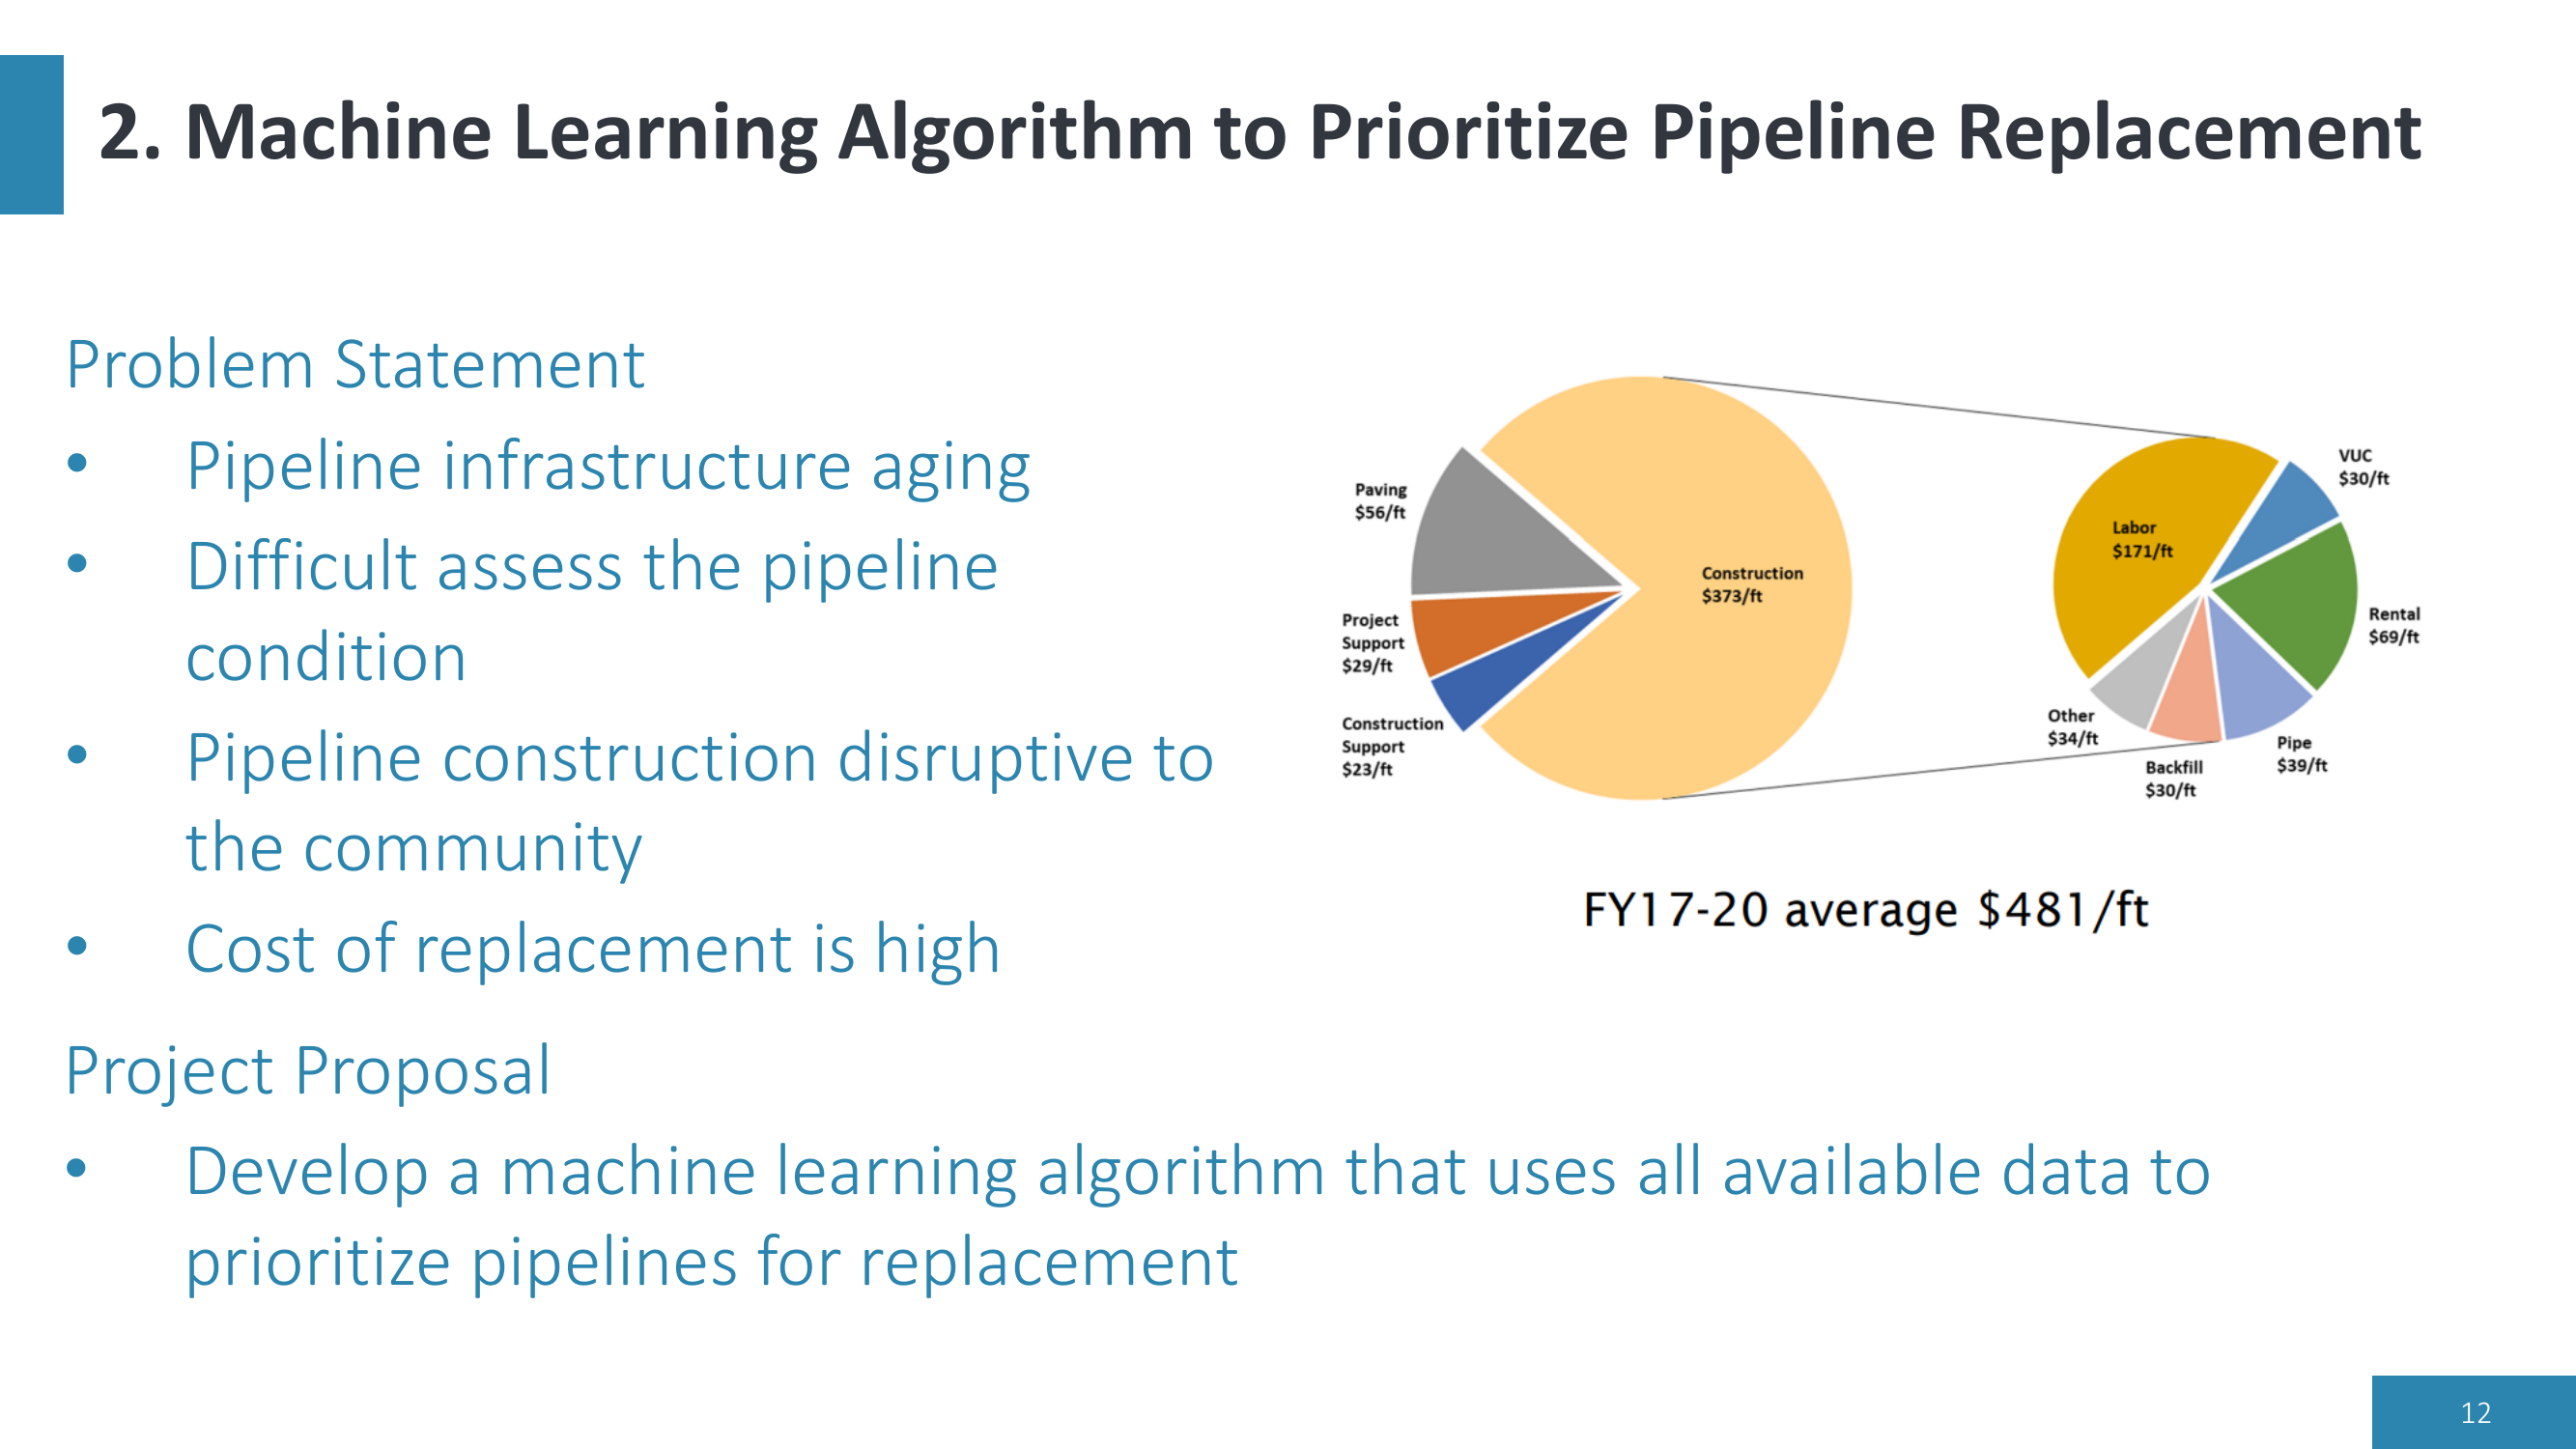 2. Machine Learning Algorithm to Prioritize Pipeline Replacement
Problem Statement
• Pipeline infrastructure aging
• Difficult assess the pipeline
condition
• Pipeline construction disruptive to
the community
• Cost of replacement is high
Paving
$56/ft
Project
Support
$29/ft
Construction
Support
$23/ft
Construction
$373/ft
Labor
$171/ft
VUC
$30/ft
Rental
$69/ft
Pipe
$39/ft
Backfill
$30/ft
Other
$34/ft
FY17-20 average $481/ft
Project Proposal
• Develop a machine learning algorithm that uses all available data to
prioritize pipelines for replacement
12